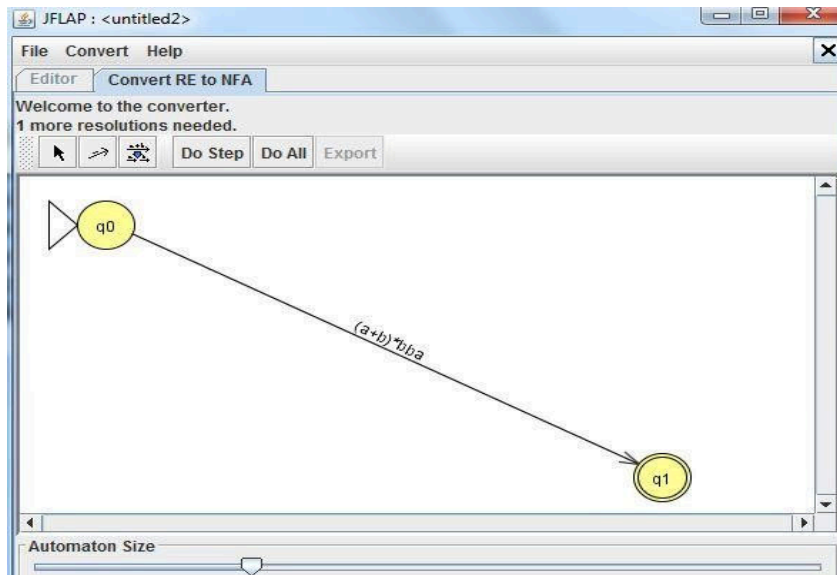 JFLAP : <untitled2>
File Convert Help
Editor Convert RE to NFA
Welcome to the converter.
1 more resolutions needed.
Do Step Do All Export
q0
(a+b)*bba
q1
Automaton Size